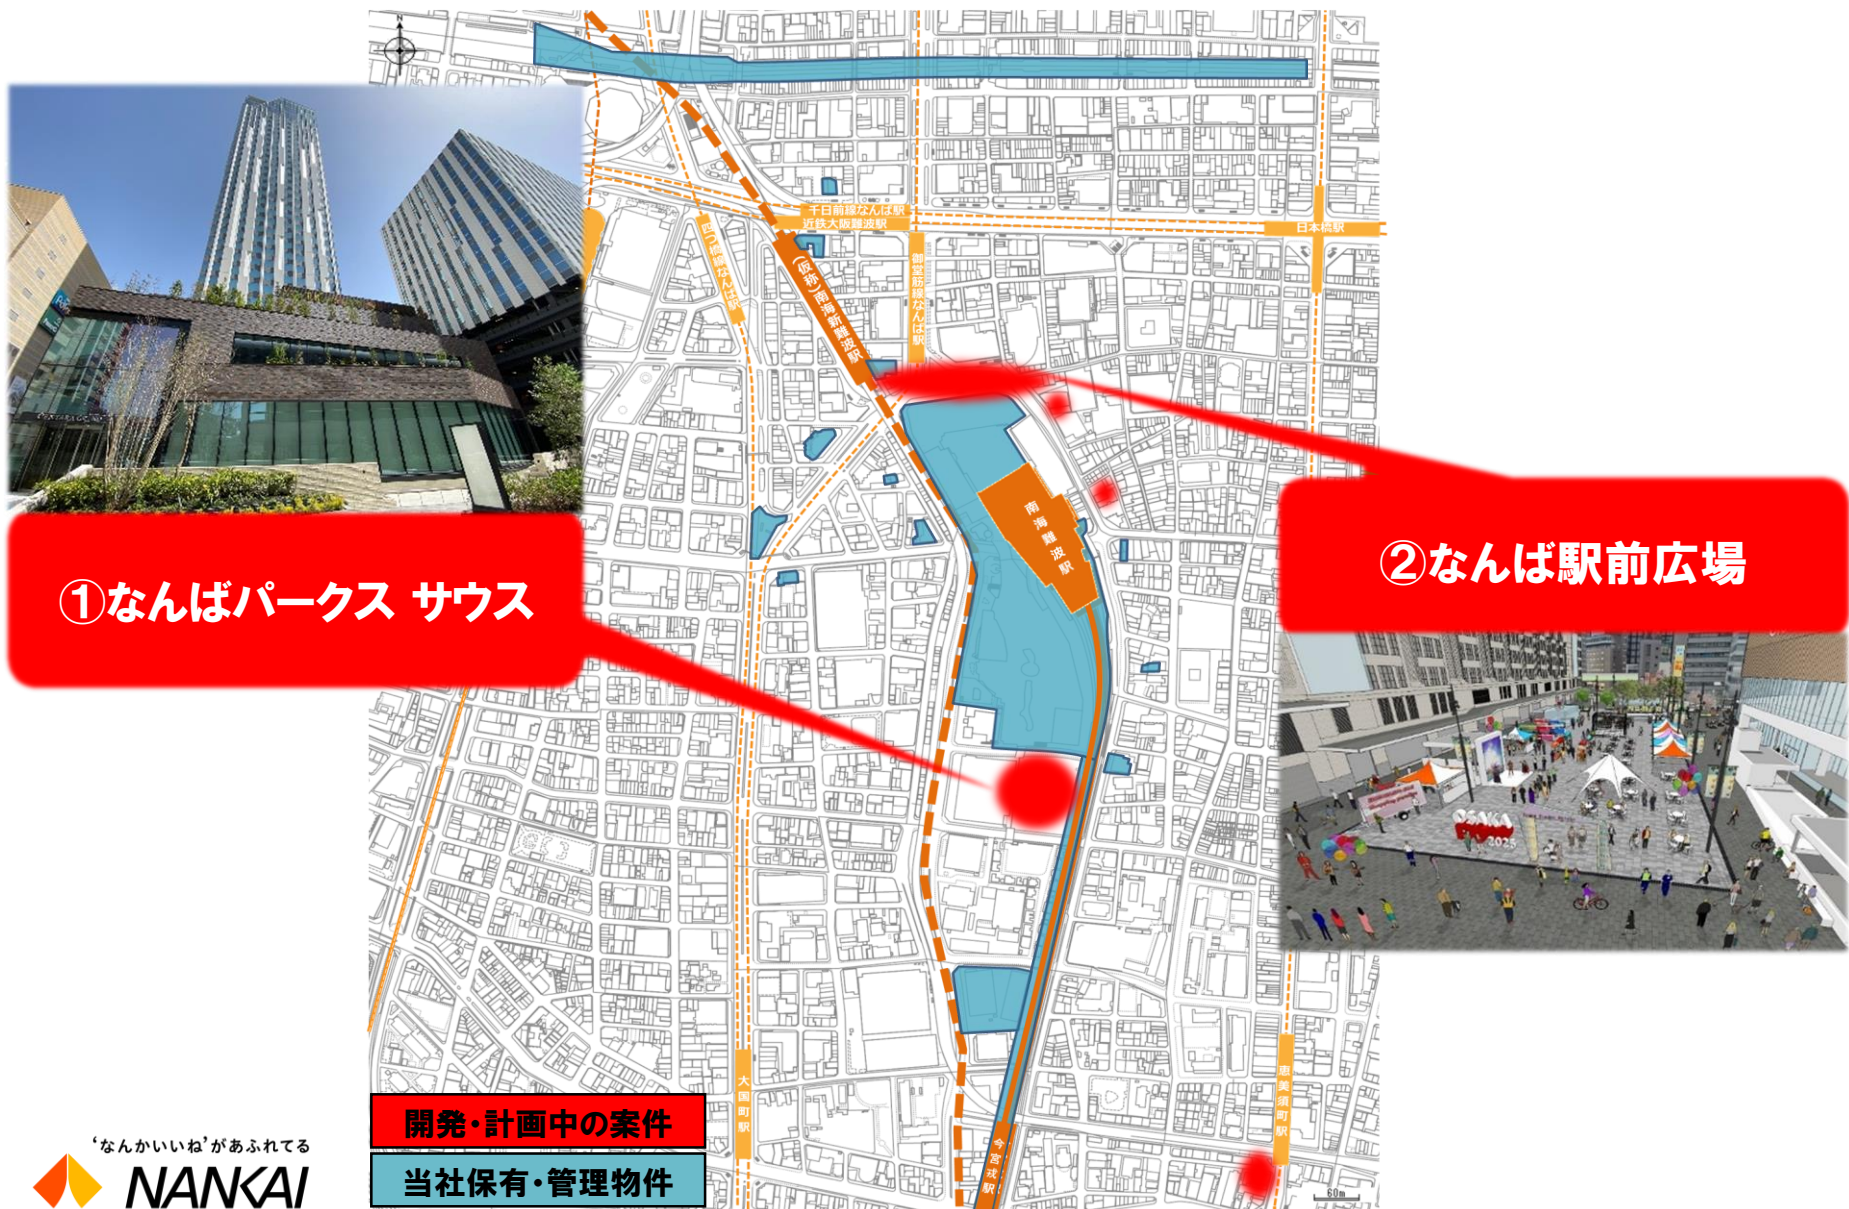 N
千日前線なんば駅
近鉄大阪難波駅
日本橋駅
四つ橋線なんば駅
(仮称)南海新難波駅
御堂筋線なんば駅
南海難波駅
①なんばパークス サウス
②なんば駅前広場
OSAKA
2025
大国町駅
恵美須町駅
今宮戎駅
開発・計画中の案件
当社保有・管理物件
'なんかいいね'があふれてる
NANKAI
60m